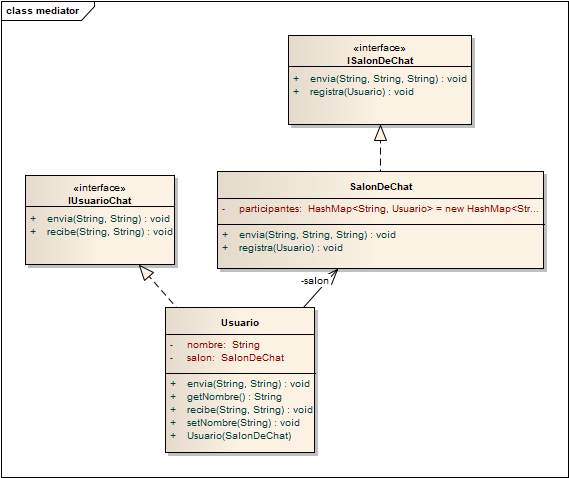 class mediator
«interface»
ISalonDeChat
+ envia(String, String, String) : void
+ registra(Usuario) : void
«interface»
IUsuarioChat
+ envia(String, String) : void
+ recibe(String, String) : void
SalonDeChat
- participantes: HashMap<String, Usuario> = new HashMap<Str...
+ envia(String, String, String) : void
+ registra(Usuario) : void
-salon
Usuario
- nombre: String
- salon: SalonDeChat
+ envia(String, String) : void
+ getNombre() : String
+ recibe(String, String) : void
+ setNombre(String) : void
+ Usuario(SalonDeChat)